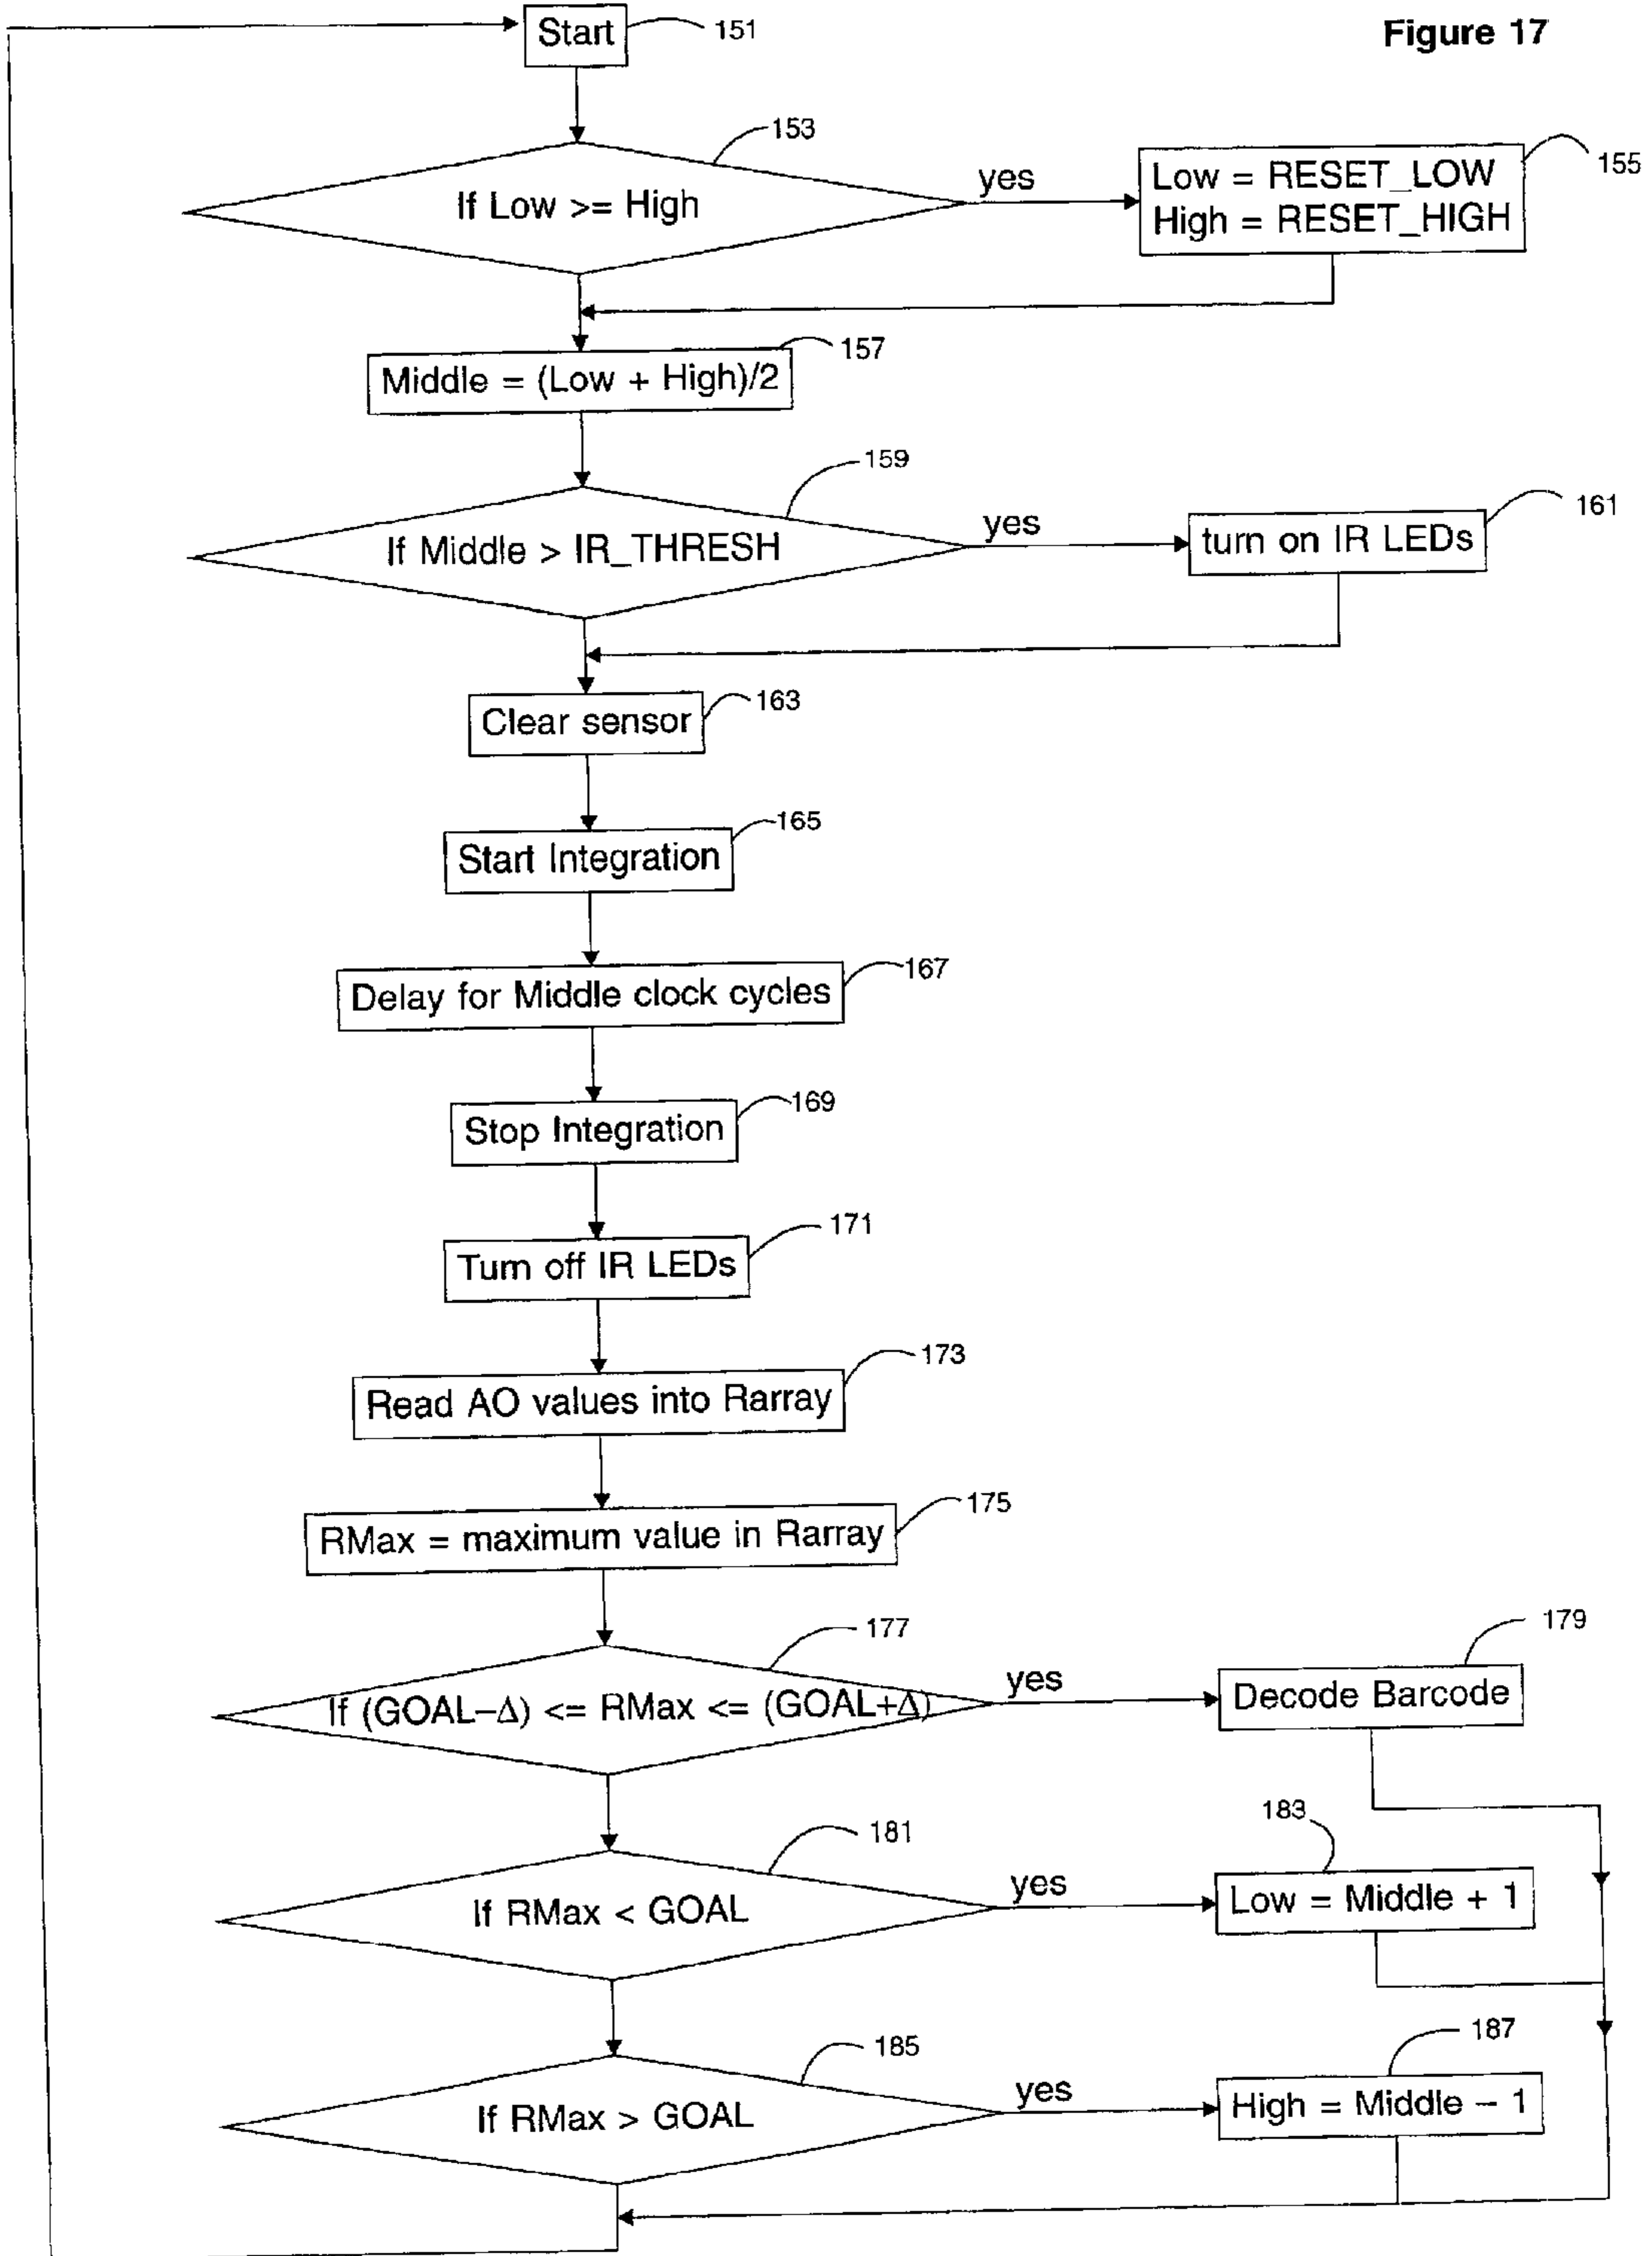 Figure 17
Start
151
153
If Low >= High
yes
Low = RESET_LOW
High = RESET_HIGH
155
157
Middle = (Low + High)/2
159
If Middle > IR_THRESH
yes
turn on IR LEDs
161
Clear sensor
163
Start Integration
165
Delay for Middle clock cycles
167
Stop Integration
169
Turn off IR LEDs
171
Read AO values into Rarray
173
RMax = maximum value in Rarray
175
177
If (GOAL–Δ) <= RMax <= (GOAL+Δ)
yes
Decode Barcode
179
181
If RMax < GOAL
yes
183
Low = Middle + 1
185
If RMax > GOAL
yes
187
High = Middle – 1